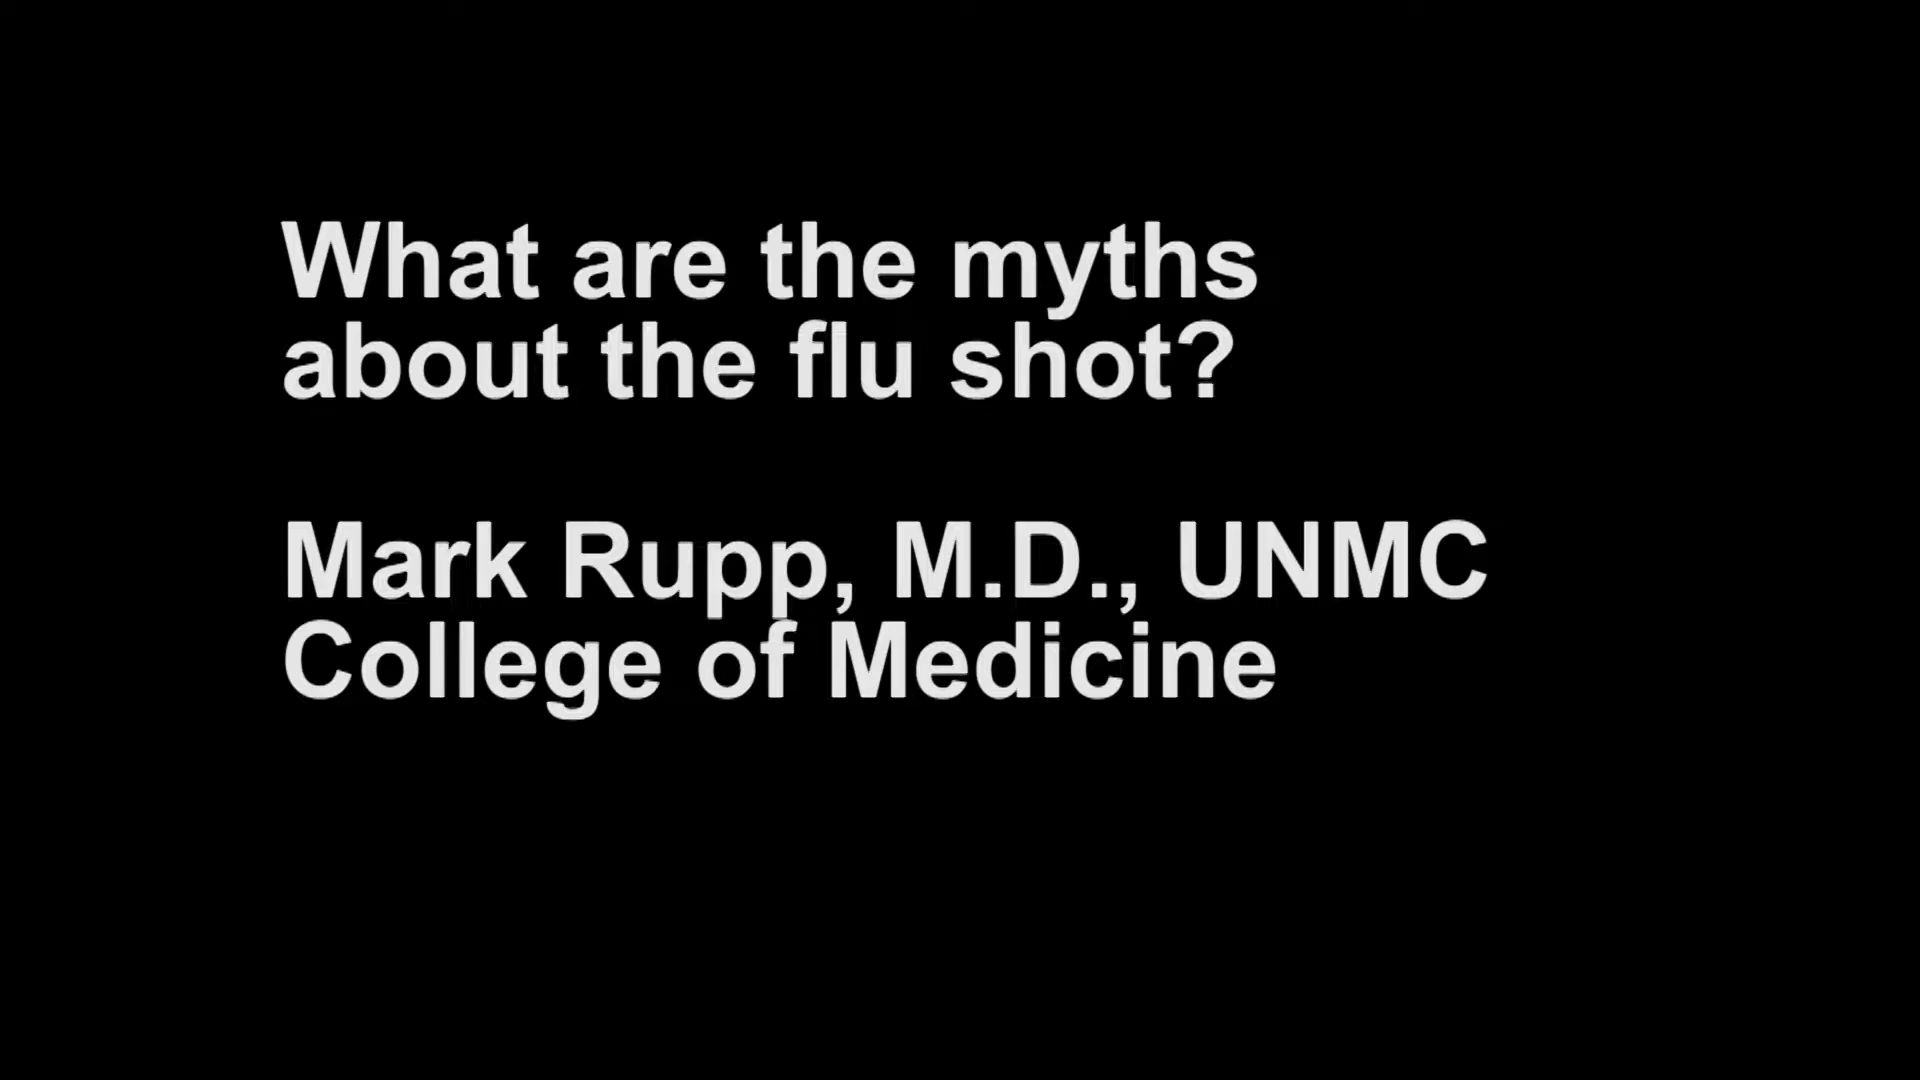 What are the myths
about the flu shot?
Mark Rupp, M.D., UNMC
College of Medicine